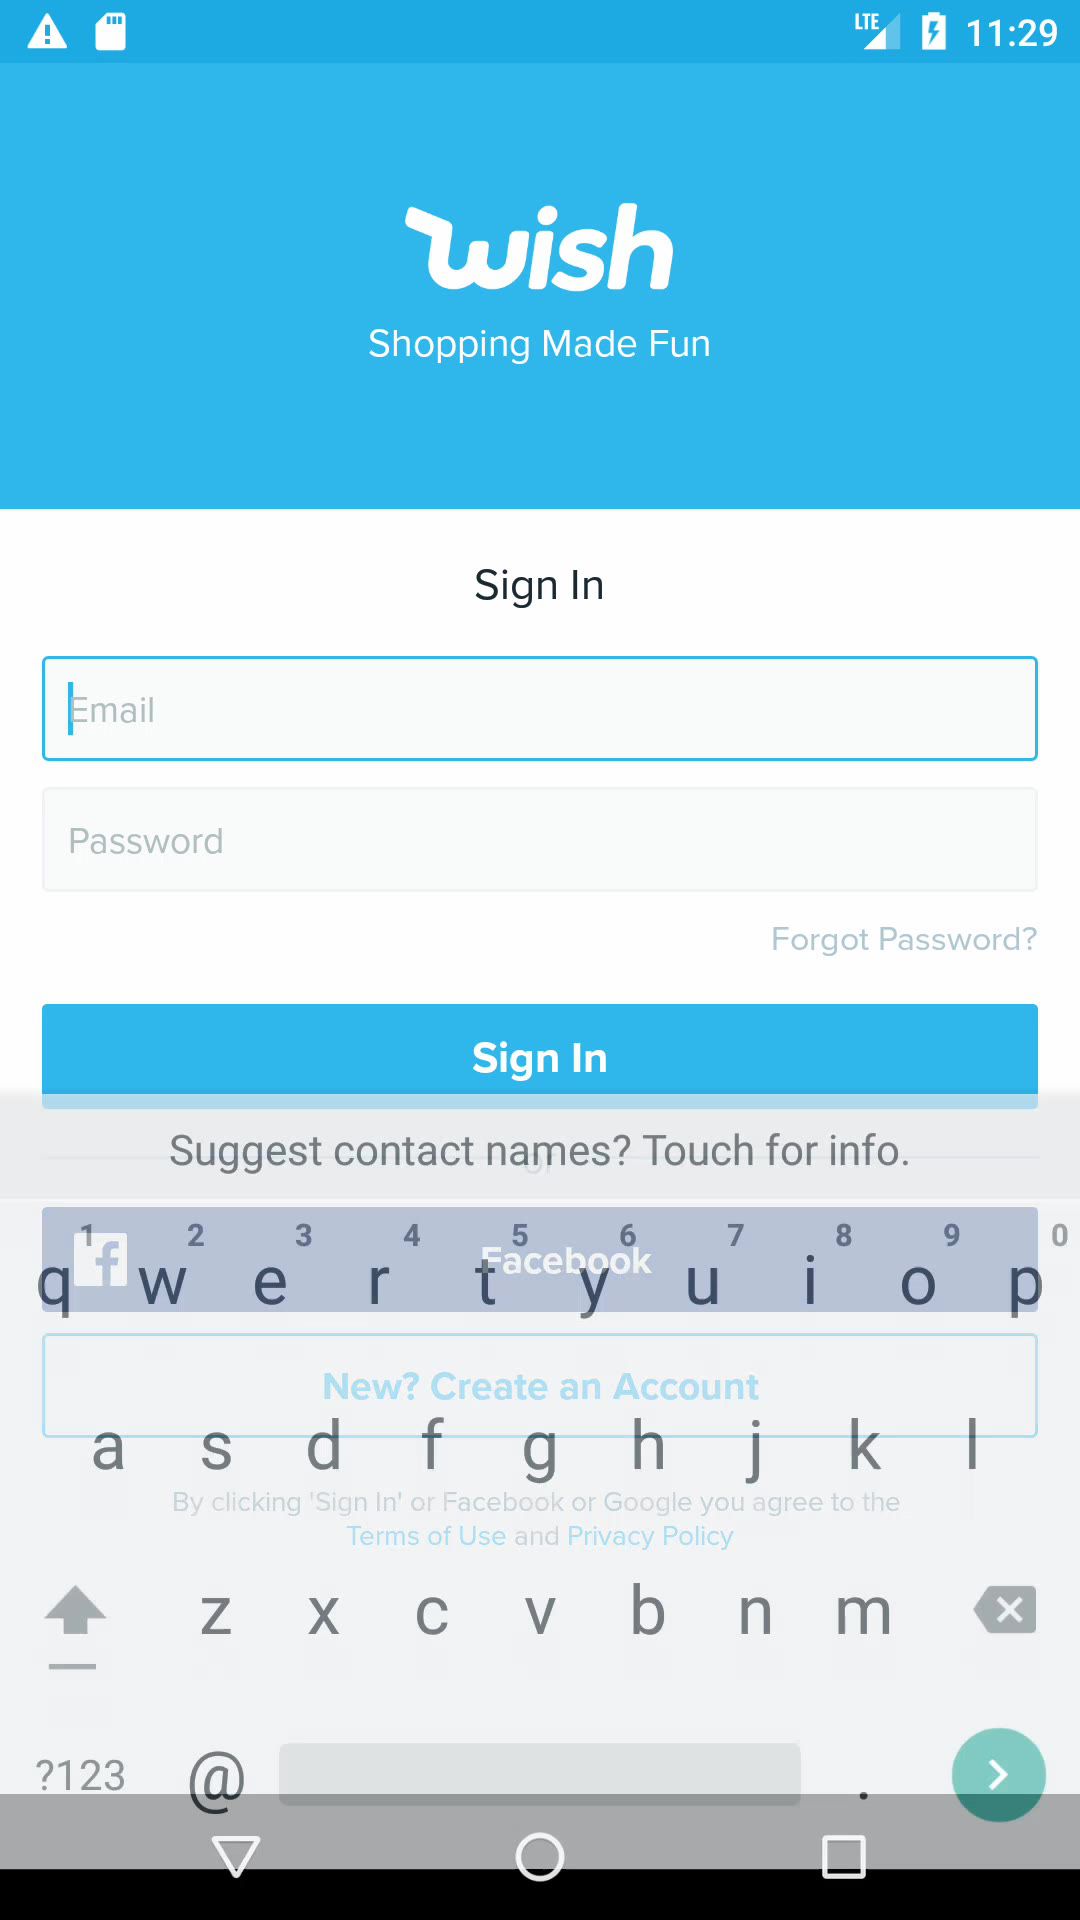 LTE 11:29
wish
Shopping Made Fun
Sign In
Email
Password
Forgot Password?
Sign In
or
Suggest contact names? Touch for info.
1 2 3 4 5 6 7 8 9 0
Facebook
q w e r t y u i o p
New? Create an Account
a s d f g h j k l
By clicking 'Sign In' or Facebook or Google you agree to the
Terms of Use and Privacy Policy
z x c v b n m
?123 @ .